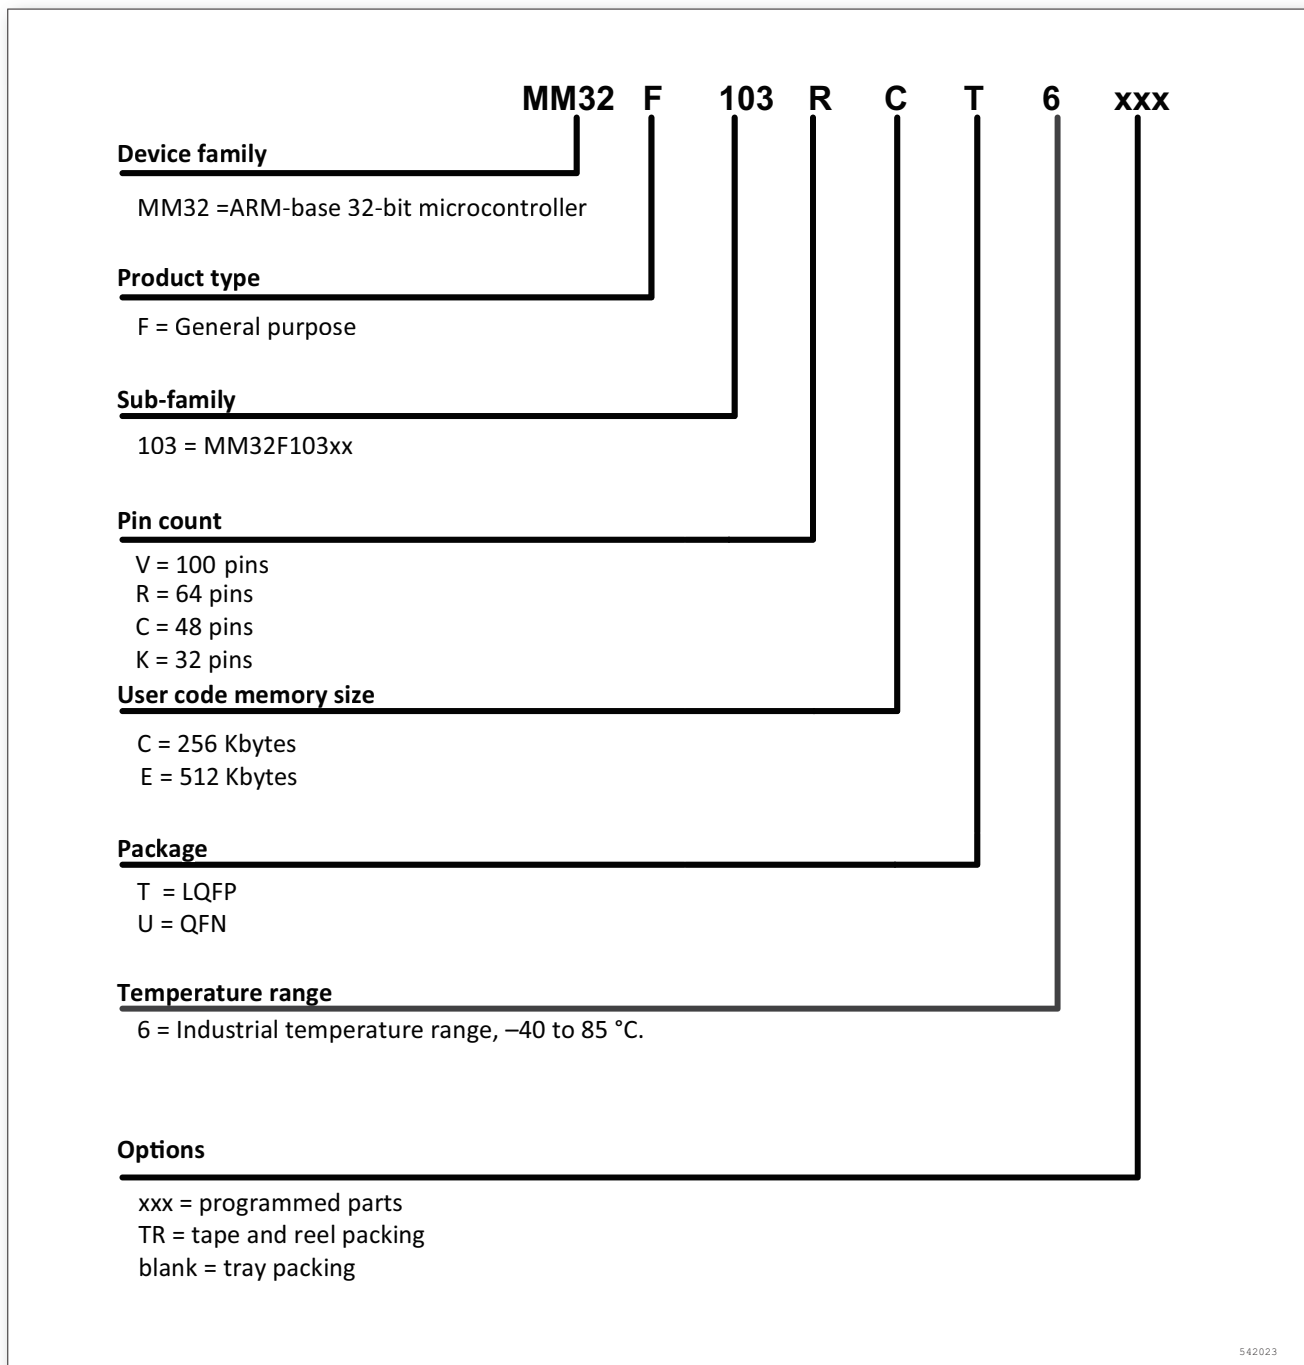 MM32 F 103 R C T 6 xxx
Device family
MM32 =ARM-base 32-bit microcontroller
Product type
F = General purpose
Sub-family
103 = MM32F103xx
Pin count
V = 100 pins
R = 64 pins
C = 48 pins
K = 32 pins
User code memory size
C = 256 Kbytes
E = 512 Kbytes
Package
T = LQFP
U = QFN
Temperature range
6 = Industrial temperature range, –40 to 85 °C.
Options
xxx = programmed parts
TR = tape and reel packing
blank = tray packing
542023